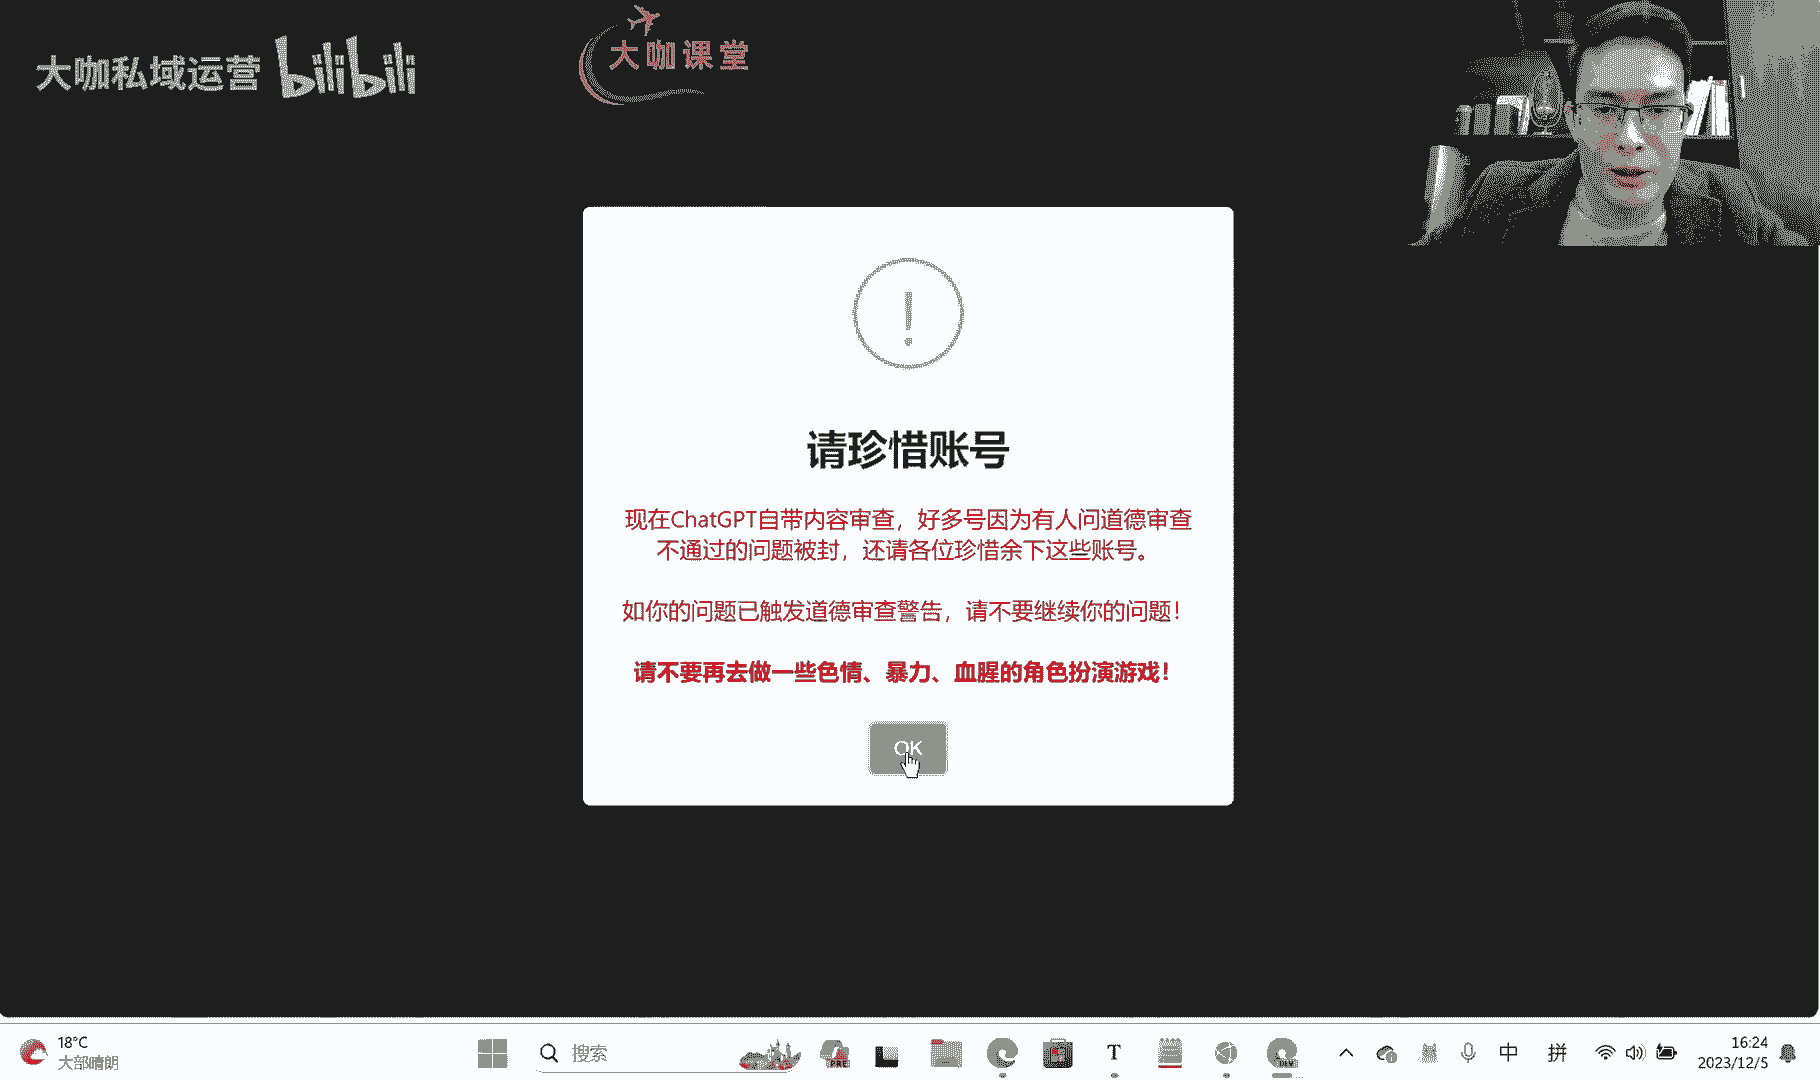 大咖私域运营 bilibili
大咖课堂
!
请珍惜账号
现在ChatGPT自带内容审查，好多号因为有人问道德审查
不通过的问题被封，还请各位珍惜余下这些账号。
如你的问题已触发道德审查警告，请不要继续你的问题！
请不要再去做一些色情、暴力、血腥的角色扮演游戏！
OK
18°C
大部晴朗
搜索
PRE
T
DEV
中
拼
16:24
2023/12/5